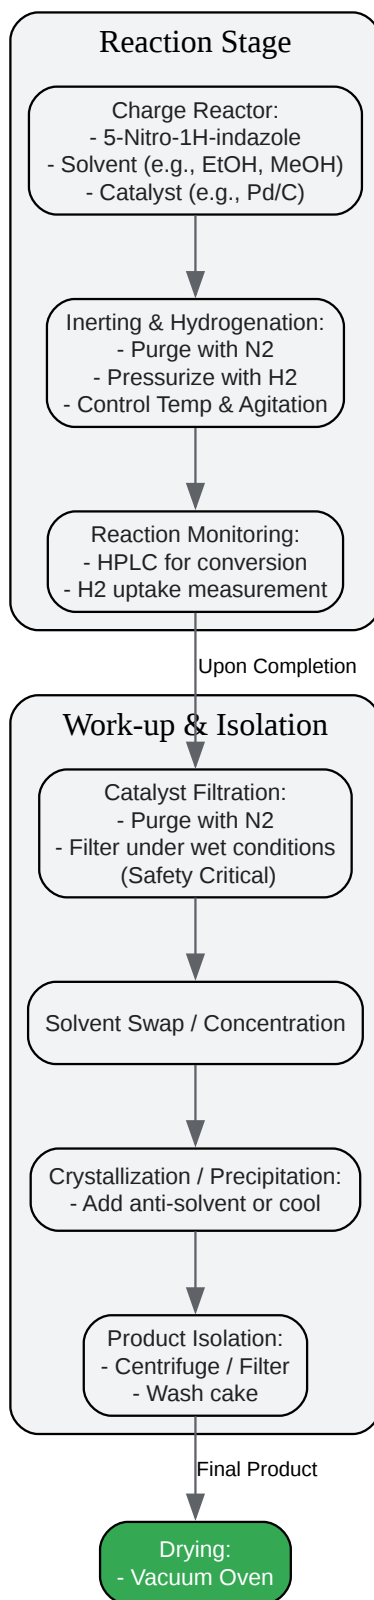 Reaction Stage
Charge Reactor:
- 5-Nitro-1H-indazole
- Solvent (e.g., EtOH, MeOH)
- Catalyst (e.g., Pd/C)
Inerting & Hydrogenation:
- Purge with N2
- Pressurize with H2
- Control Temp & Agitation
Reaction Monitoring:
- HPLC for conversion
- H2 uptake measurement
Upon Completion
Work-up & Isolation
Catalyst Filtration:
- Purge with N2
- Filter under wet conditions
(Safety Critical)
Solvent Swap / Concentration
Crystallization / Precipitation:
- Add anti-solvent or cool
Product Isolation:
- Centrifuge / Filter
- Wash cake
Final Product
Drying:
- Vacuum Oven